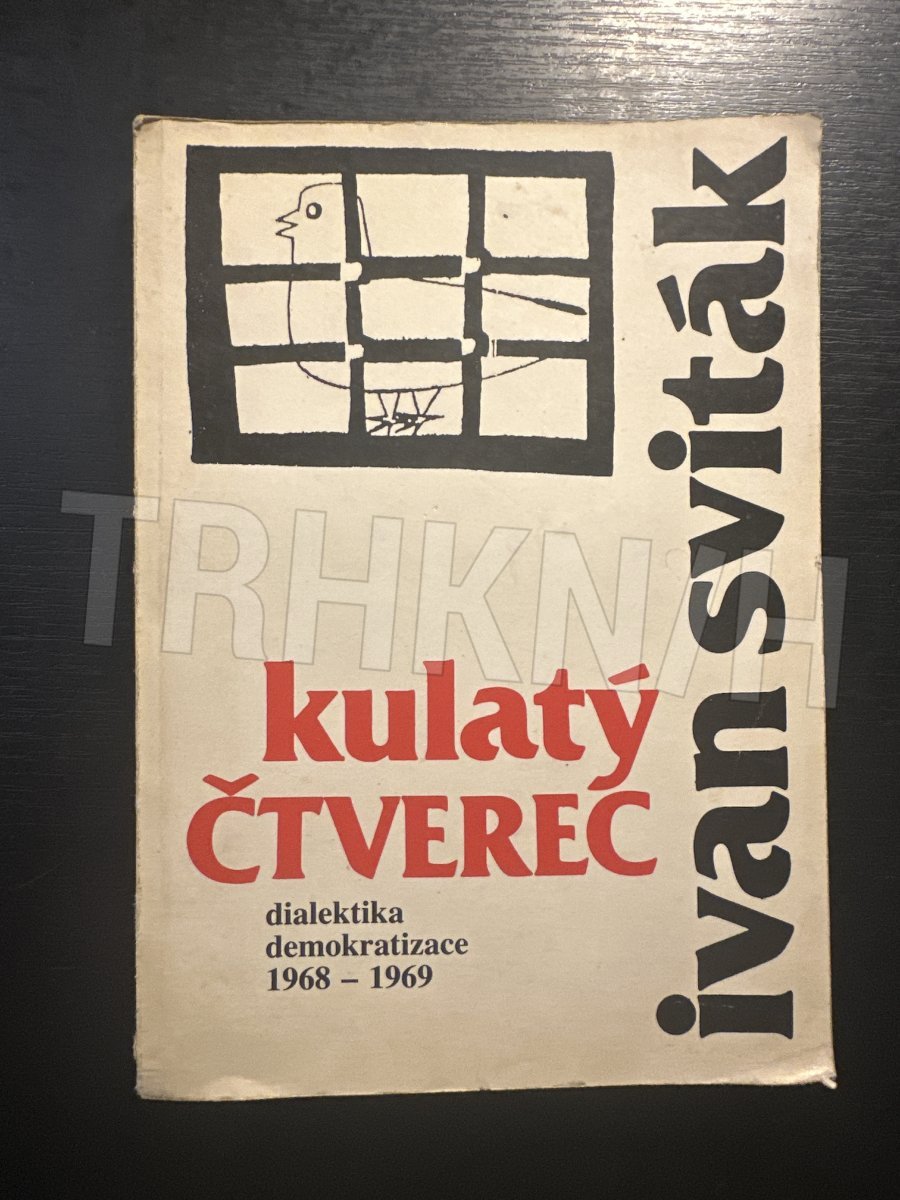 ivan sviták
kulatý
ČTVEREC
dialektika
demokratizace
1968 – 1969
TRHKNIH